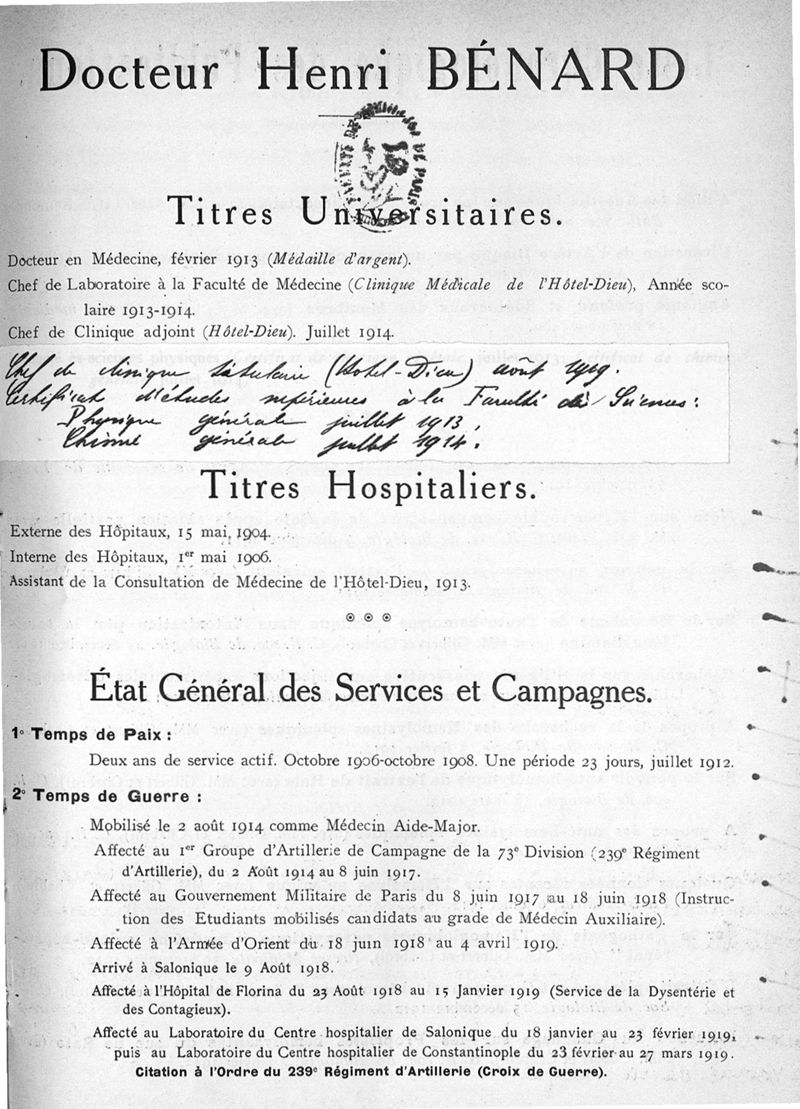 Docteur Henri BÉNARD
FACULTÉ DE MÉDECINE DE PARIS
Titres Universitaires.
Docteur en Médecine, février 1913 (Médaille d'argent).
Chef de Laboratoire à la Faculté de Médecine (Clinique Médicale de l'Hôtel-Dieu), Année sco-
laire 1913-1914.
Chef de Clinique adjoint (Hôtel-Dieu). Juillet 1914.
Chef de clinique titulaire (Hotel-Dieu) août 1919.
Certificat d'études supérieures à la Faculté des Sciences:
Physique générale juillet 1913.
Chimie générale juillet 1914.
Titres Hospitaliers.
Externe des Hôpitaux, 15 mai 1904.
Interne des Hôpitaux, 1er mai 1906.
Assistant de la Consultation de Médecine de l'Hôtel-Dieu, 1913.
État Général des Services et Campagnes.
1° Temps de Paix :
Deux ans de service actif. Octobre 1906-octobre 1908. Une période 23 jours, juillet 1912.
2° Temps de Guerre :
Mobilisé le 2 août 1914 comme Médecin Aide-Major.
Affecté au 1er Groupe d'Artillerie de Campagne de la 73e Division (239e Régiment
d'Artillerie), du 2 Août 1914 au 8 juin 1917.
Affecté au Gouvernement Militaire de Paris du 8 juin 1917 au 18 juin 1918 (Instruc-
tion des Etudiants mobilisés candidats au grade de Médecin Auxiliaire).
Affecté à l'Armée d'Orient du 18 juin 1918 au 4 avril 1919.
Arrivé à Salonique le 9 Août 1918.
Affecté à l'Hôpital de Florina du 23 Août 1918 au 15 Janvier 1919 (Service de la Dysentérie et
des Contagieux).
Affecté au Laboratoire du Centre hospitalier de Salonique du 18 janvier au 23 février 1919,
puis au Laboratoire du Centre hospitalier de Constantinople du 23 février au 27 mars 1919.
Citation à l'Ordre du 239e Régiment d'Artillerie (Croix de Guerre).